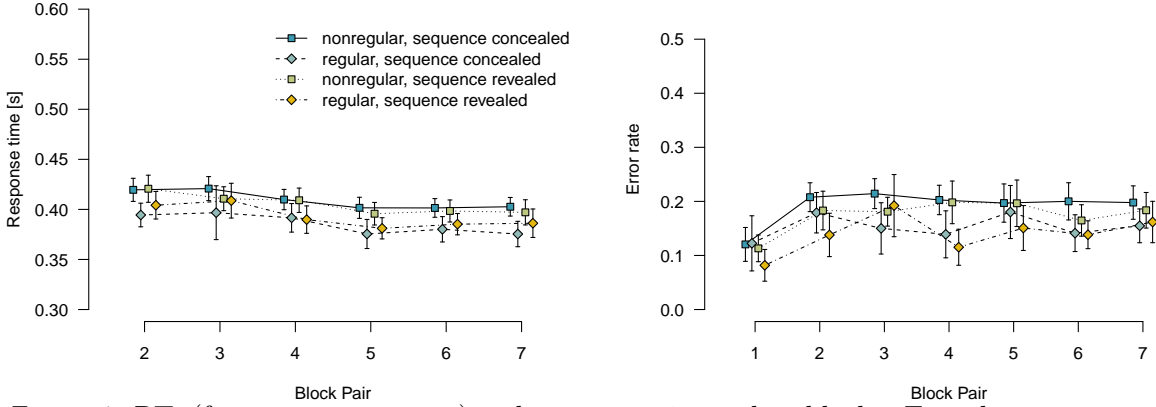 0.60
0.55
0.50
0.45
0.40
0.35
0.30
Response time [s]
nonregular, sequence concealed
regular, sequence concealed
nonregular, sequence revealed
regular, sequence revealed
2 3 4 5 6 7
Block Pair
0.5
0.4
0.3
0.2
0.1
0.0
Error rate
1 2 3 4 5 6 7
Block Pair